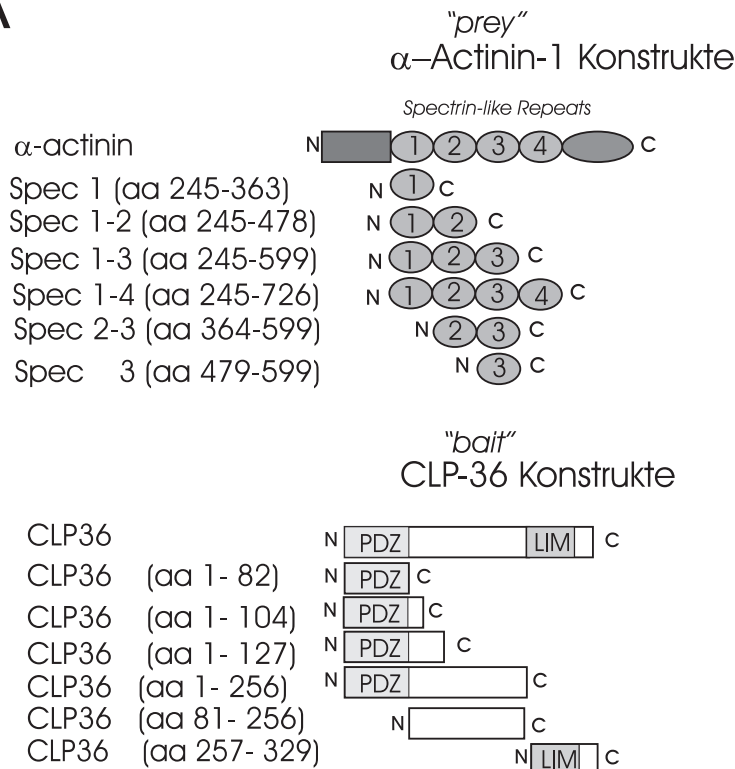 A
"prey"
α–Actinin-1 Konstrukte
Spectrin-like Repeats
α-actinin N 1 2 3 4 C
Spec 1 (aa 245-363) N 1 C
Spec 1-2 (aa 245-478) N 1 2 C
Spec 1-3 (aa 245-599) N 1 2 3 C
Spec 1-4 (aa 245-726) N 1 2 3 4 C
Spec 2-3 (aa 364-599) N 2 3 C
Spec 3 (aa 479-599) N 3 C
"bait"
CLP-36 Konstrukte
CLP36 N PDZ LIM C
CLP36 (aa 1- 82) N PDZ C
CLP36 (aa 1- 104) N PDZ C
CLP36 (aa 1- 127) N PDZ C
CLP36 (aa 1- 256) N PDZ C
CLP36 (aa 81- 256) N C
CLP36 (aa 257- 329) N LIM C